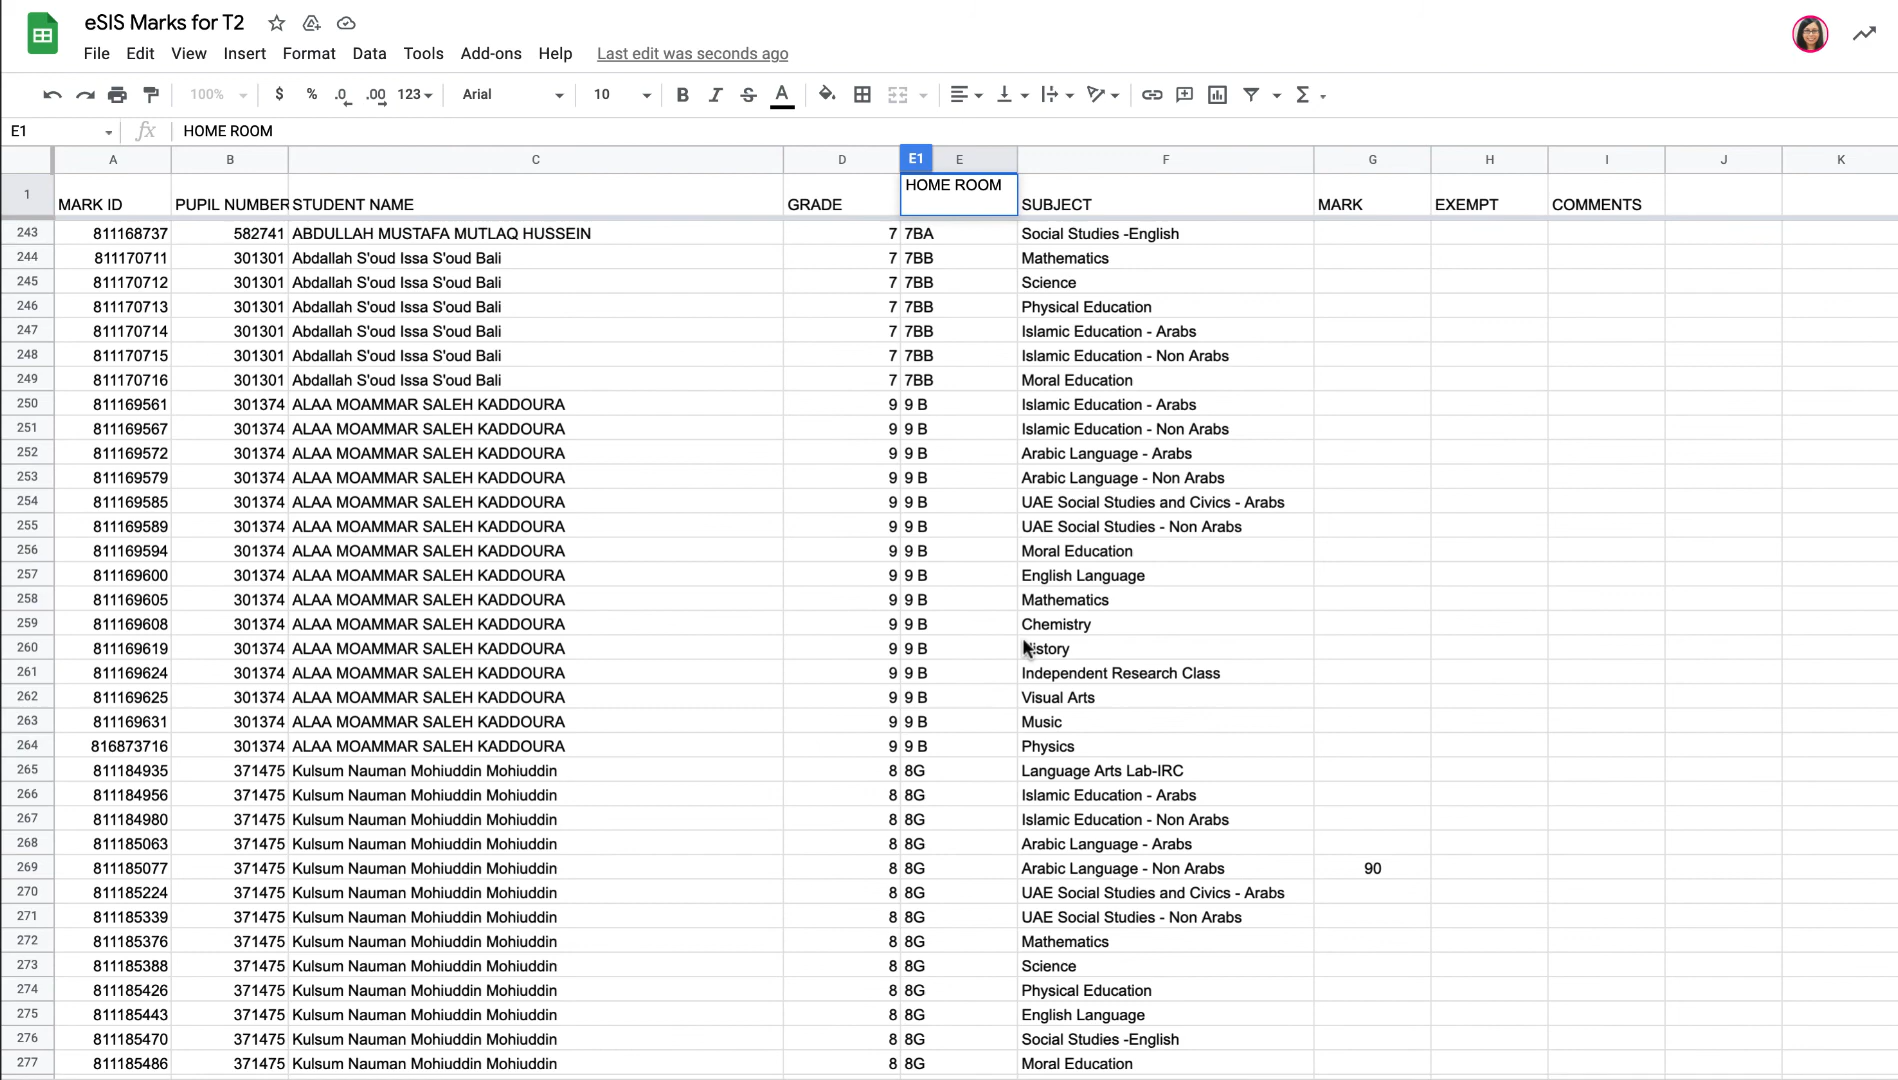 eSIS Marks for T2
File Edit View Insert Format Data Tools Add-ons Help Last edit was seconds ago
100% $ % .0 .00 123 Arial 10 B I S A Σ
E1 fx HOME ROOM
A B C D E1 E F G H I J K
1 MARK ID PUPIL NUMBER STUDENT NAME GRADE HOME ROOM SUBJECT MARK EXEMPT COMMENTS
243 811168737 582741 ABDULLAH MUSTAFA MUTLAQ HUSSEIN 7 7BA Social Studies -English
244 811170711 301301 Abdallah S'oud Issa S'oud Bali 7 7BB Mathematics
245 811170712 301301 Abdallah S'oud Issa S'oud Bali 7 7BB Science
246 811170713 301301 Abdallah S'oud Issa S'oud Bali 7 7BB Physical Education
247 811170714 301301 Abdallah S'oud Issa S'oud Bali 7 7BB Islamic Education - Arabs
248 811170715 301301 Abdallah S'oud Issa S'oud Bali 7 7BB Islamic Education - Non Arabs
249 811170716 301301 Abdallah S'oud Issa S'oud Bali 7 7BB Moral Education
250 811169561 301374 ALAA MOAMMAR SALEH KADDOURA 9 9 B Islamic Education - Arabs
251 811169567 301374 ALAA MOAMMAR SALEH KADDOURA 9 9 B Islamic Education - Non Arabs
252 811169572 301374 ALAA MOAMMAR SALEH KADDOURA 9 9 B Arabic Language - Arabs
253 811169579 301374 ALAA MOAMMAR SALEH KADDOURA 9 9 B Arabic Language - Non Arabs
254 811169585 301374 ALAA MOAMMAR SALEH KADDOURA 9 9 B UAE Social Studies and Civics - Arabs
255 811169589 301374 ALAA MOAMMAR SALEH KADDOURA 9 9 B UAE Social Studies - Non Arabs
256 811169594 301374 ALAA MOAMMAR SALEH KADDOURA 9 9 B Moral Education
257 811169600 301374 ALAA MOAMMAR SALEH KADDOURA 9 9 B English Language
258 811169605 301374 ALAA MOAMMAR SALEH KADDOURA 9 9 B Mathematics
259 811169608 301374 ALAA MOAMMAR SALEH KADDOURA 9 9 B Chemistry
260 811169619 301374 ALAA MOAMMAR SALEH KADDOURA 9 9 B History
261 811169624 301374 ALAA MOAMMAR SALEH KADDOURA 9 9 B Independent Research Class
262 811169625 301374 ALAA MOAMMAR SALEH KADDOURA 9 9 B Visual Arts
263 811169631 301374 ALAA MOAMMAR SALEH KADDOURA 9 9 B Music
264 816873716 301374 ALAA MOAMMAR SALEH KADDOURA 9 9 B Physics
265 811184935 371475 Kulsum Nauman Mohiuddin Mohiuddin 8 8G Language Arts Lab-IRC
266 811184956 371475 Kulsum Nauman Mohiuddin Mohiuddin 8 8G Islamic Education - Arabs
267 811184980 371475 Kulsum Nauman Mohiuddin Mohiuddin 8 8G Islamic Education - Non Arabs
268 811185063 371475 Kulsum Nauman Mohiuddin Mohiuddin 8 8G Arabic Language - Arabs
269 811185077 371475 Kulsum Nauman Mohiuddin Mohiuddin 8 8G Arabic Language - Non Arabs 90
270 811185224 371475 Kulsum Nauman Mohiuddin Mohiuddin 8 8G UAE Social Studies and Civics - Arabs
271 811185339 371475 Kulsum Nauman Mohiuddin Mohiuddin 8 8G UAE Social Studies - Non Arabs
272 811185376 371475 Kulsum Nauman Mohiuddin Mohiuddin 8 8G Mathematics
273 811185388 371475 Kulsum Nauman Mohiuddin Mohiuddin 8 8G Science
274 811185426 371475 Kulsum Nauman Mohiuddin Mohiuddin 8 8G Physical Education
275 811185443 371475 Kulsum Nauman Mohiuddin Mohiuddin 8 8G English Language
276 811185470 371475 Kulsum Nauman Mohiuddin Mohiuddin 8 8G Social Studies -English
277 811185486 371475 Kulsum Nauman Mohiuddin Mohiuddin 8 8G Moral Education